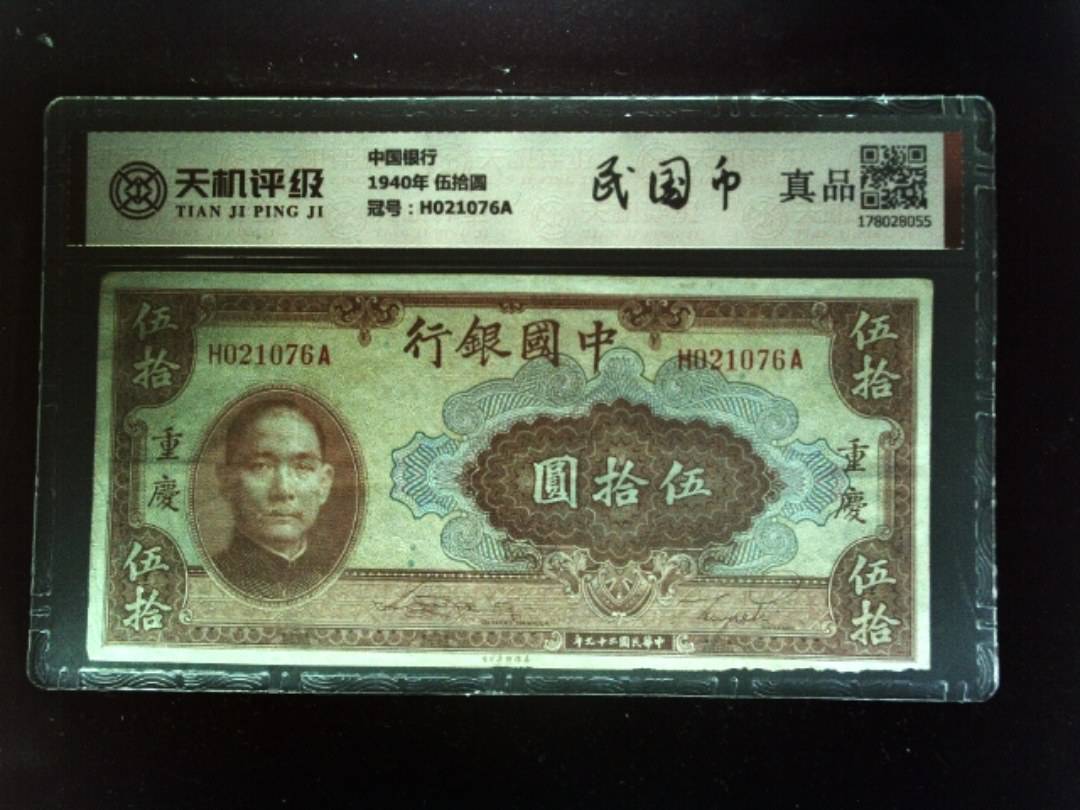 天机评级
TIAN JI PING JI
中国银行
1940年 伍拾圆
冠号：H021076A
民国币
真品
178028055
中國銀行
伍拾
伍拾
H021076A
H021076A
重慶
重慶
伍拾圓
伍拾
伍拾
中華民國二十九年